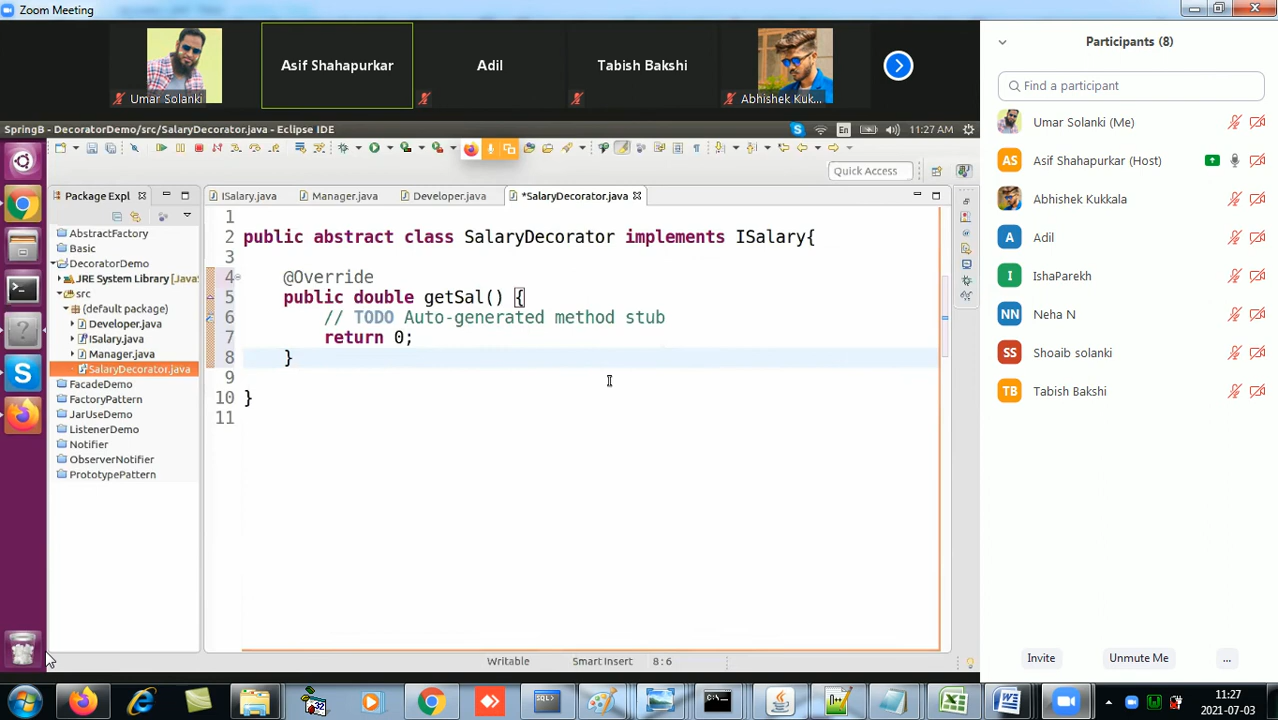 Zoom Meeting
Umar Solanki
Asif Shahapurkar
Adil
Tabish Bakshi
Abhishek Kuk...
Participants (8)
Find a participant
Umar Solanki (Me)
AS Asif Shahapurkar (Host)
Abhishek Kukkala
A Adil
I IshaParekh
NN Neha N
SS Shoaib solanki
TB Tabish Bakshi
Invite
Unmute Me
...
SpringB - DecoratorDemo/src/SalaryDecorator.java - Eclipse IDE
En
11:27 AM
Quick Access
Package Expl
ISalary.java
Manager.java
Developer.java
*SalaryDecorator.java
AbstractFactory
Basic
DecoratorDemo
JRE System Library [Java
src
(default package)
Developer.java
ISalary.java
Manager.java
SalaryDecorator.java
FacadeDemo
FactoryPattern
JarUseDemo
ListenerDemo
Notifier
ObserverNotifier
PrototypePattern
1
2 public abstract class SalaryDecorator implements ISalary{
3
4 @Override
5 public double getSal() {
6 // TODO Auto-generated method stub
7 return 0;
8 }
9
10 }
11
Writable
Smart Insert
8 : 6
11:27
2021-07-03